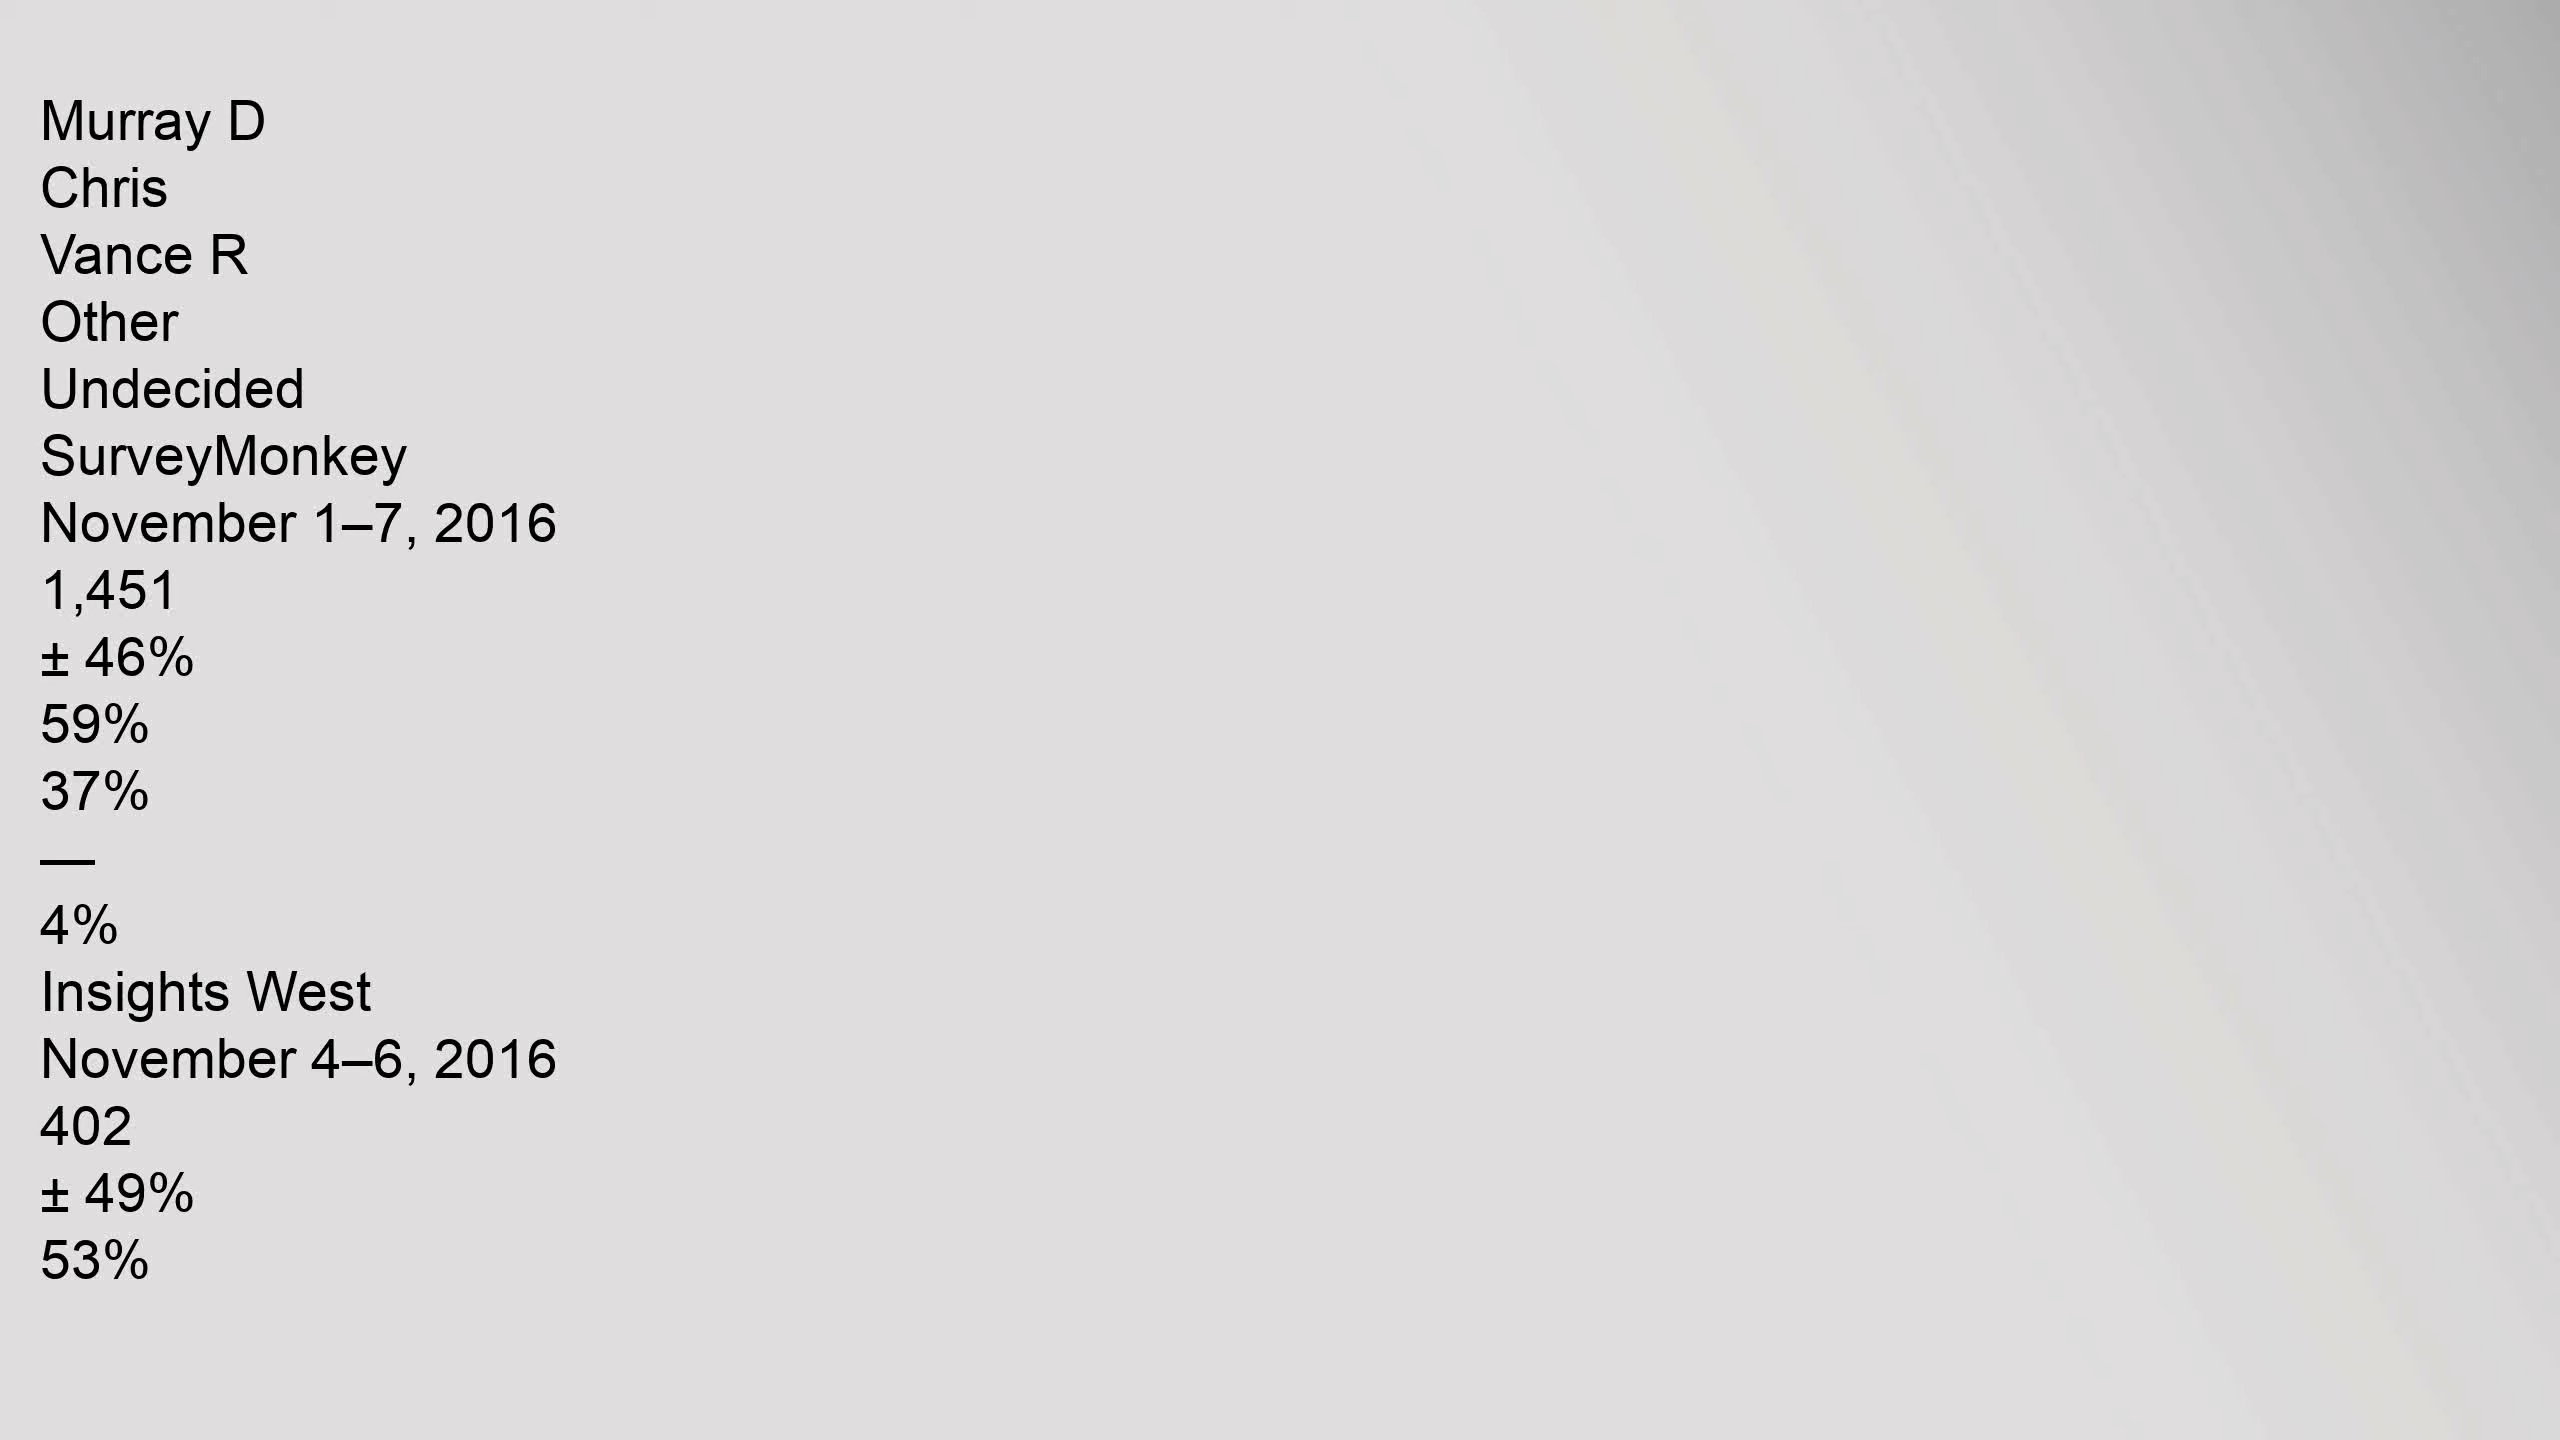 Murray D
Chris
Vance R
Other
Undecided
SurveyMonkey
November 1–7, 2016
1,451
± 46%
59%
37%
—
4%
Insights West
November 4–6, 2016
402
± 49%
53%